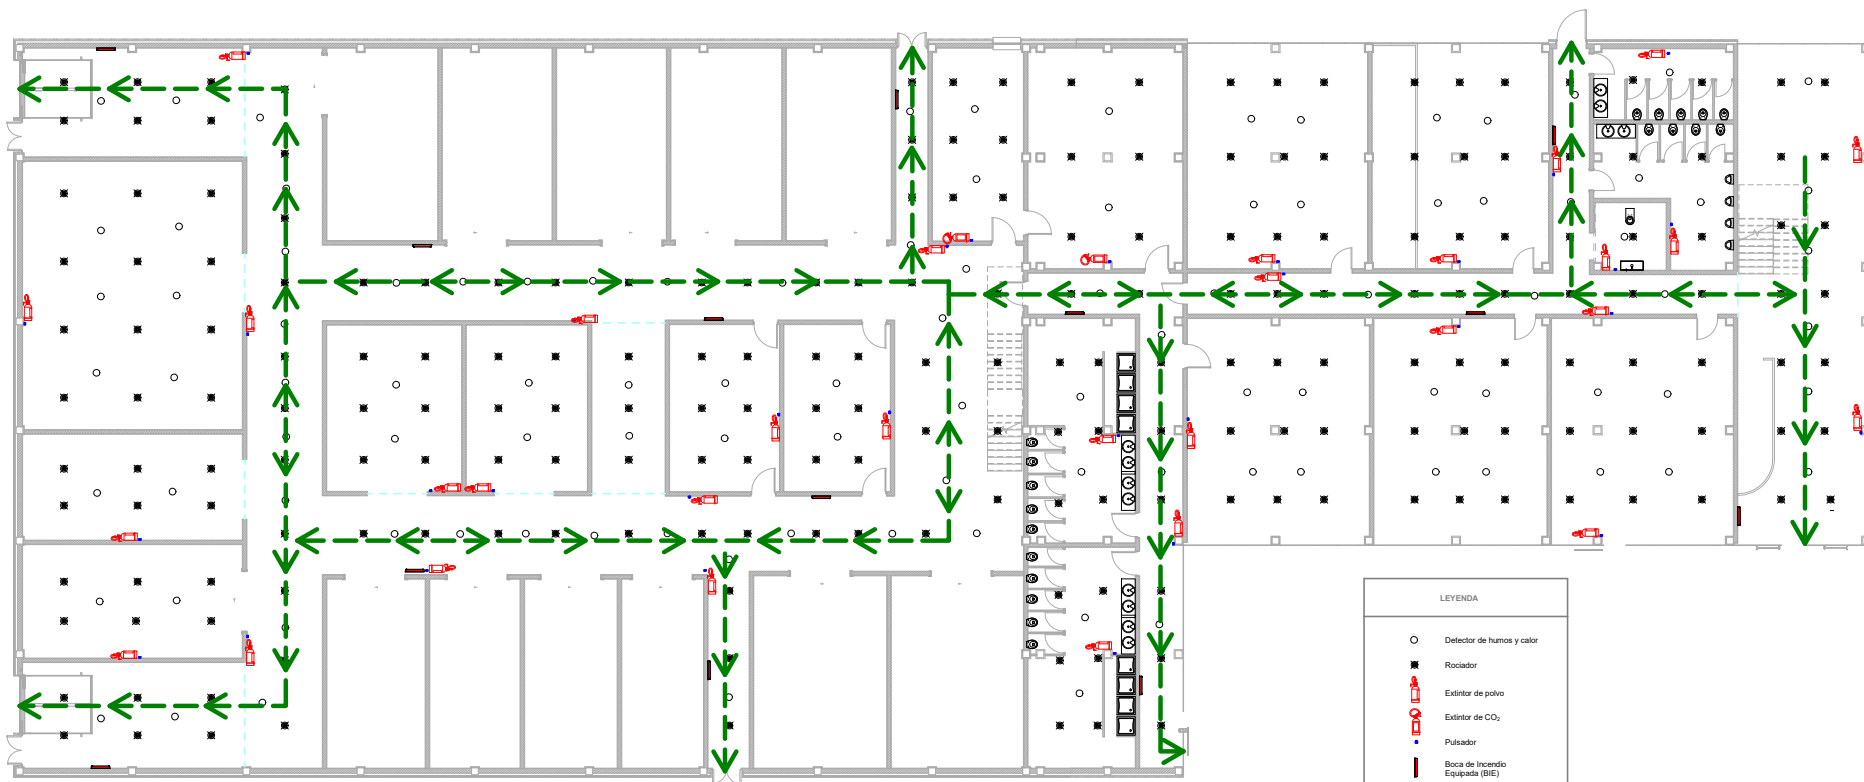 LEYENDA
Detector de humos y calor
Rociador
Extintor de polvo
Extintor de CO₂
Pulsador
Boca de Incendio
Equipada (BIE)